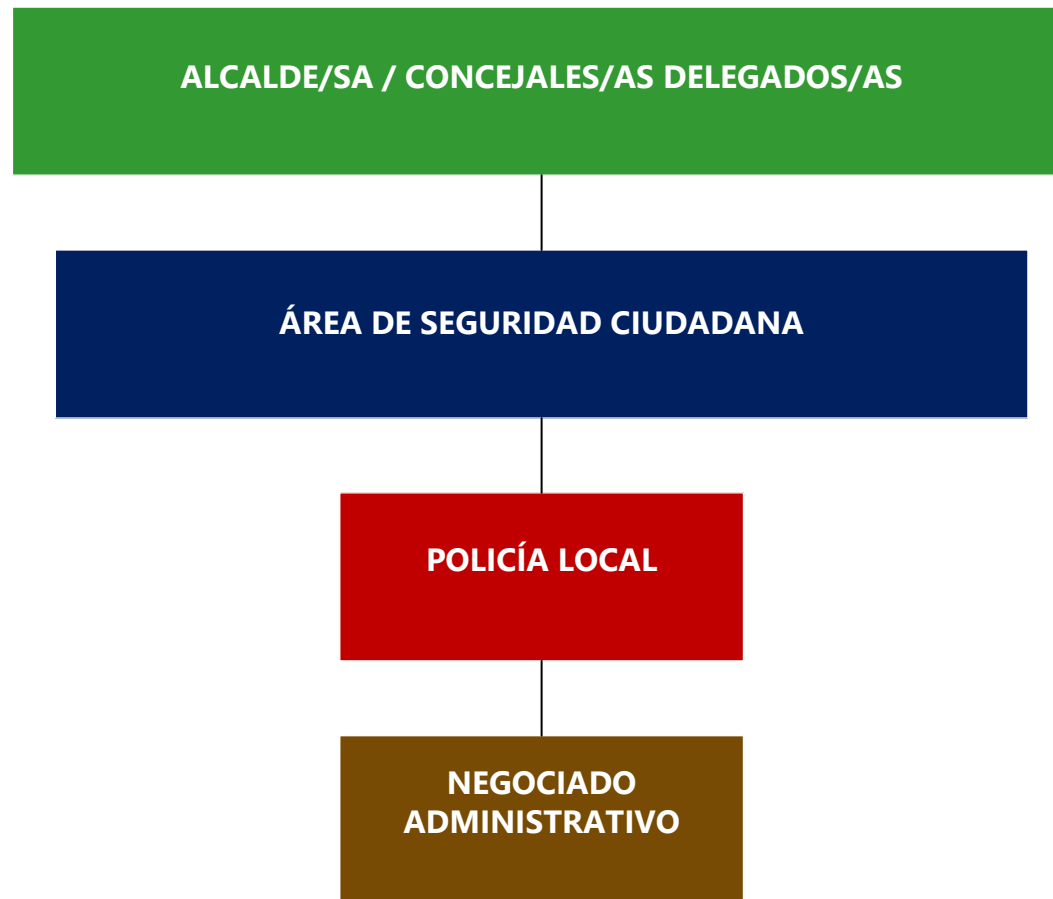 ALCALDE/SA / CONCEJALES/AS DELEGADOS/AS
ÁREA DE SEGURIDAD CIUDADANA
POLICÍA LOCAL
NEGOCIADO
ADMINISTRATIVO